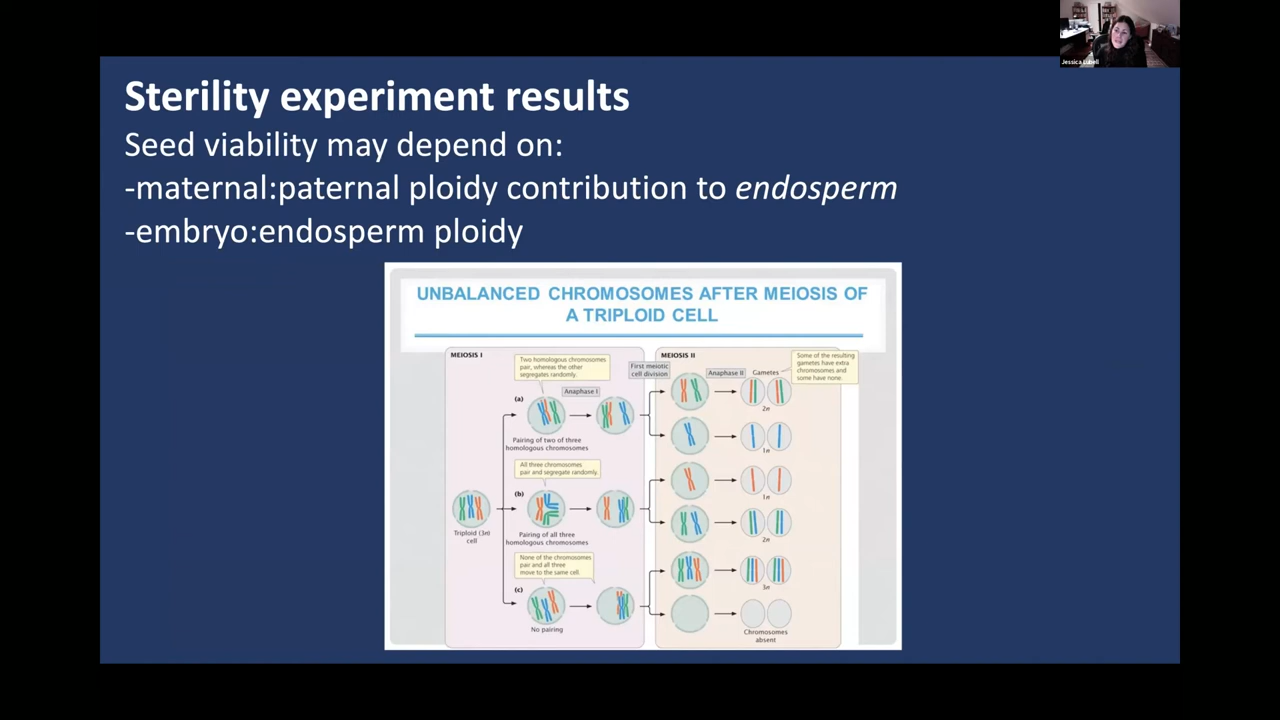 Jessica Lubell
Sterility experiment results
Seed viability may depend on:
-maternal:paternal ploidy contribution to endosperm
-embryo:endosperm ploidy
UNBALANCED CHROMOSOMES AFTER MEIOSIS OF
A TRIPLOID CELL
MEIOSIS I
Two homologous chromosomes
pair, whereas the other
segregates randomly.
Anaphase I
First meiotic
cell division
MEIOSIS II
Anaphase II
Gametes
Some of the resulting
gametes have extra
chromosomes and
some have none.
(a)
2n
Pairing of two of three
homologous chromosomes
1n
All three chromosomes
pair and segregate randomly.
(b)
1n
Triploid (3n)
cell
Pairing of all three
homologous chromosomes
2n
None of the chromosomes
pair and all three
move to the same cell.
(c)
3n
No pairing
Chromosomes
absent